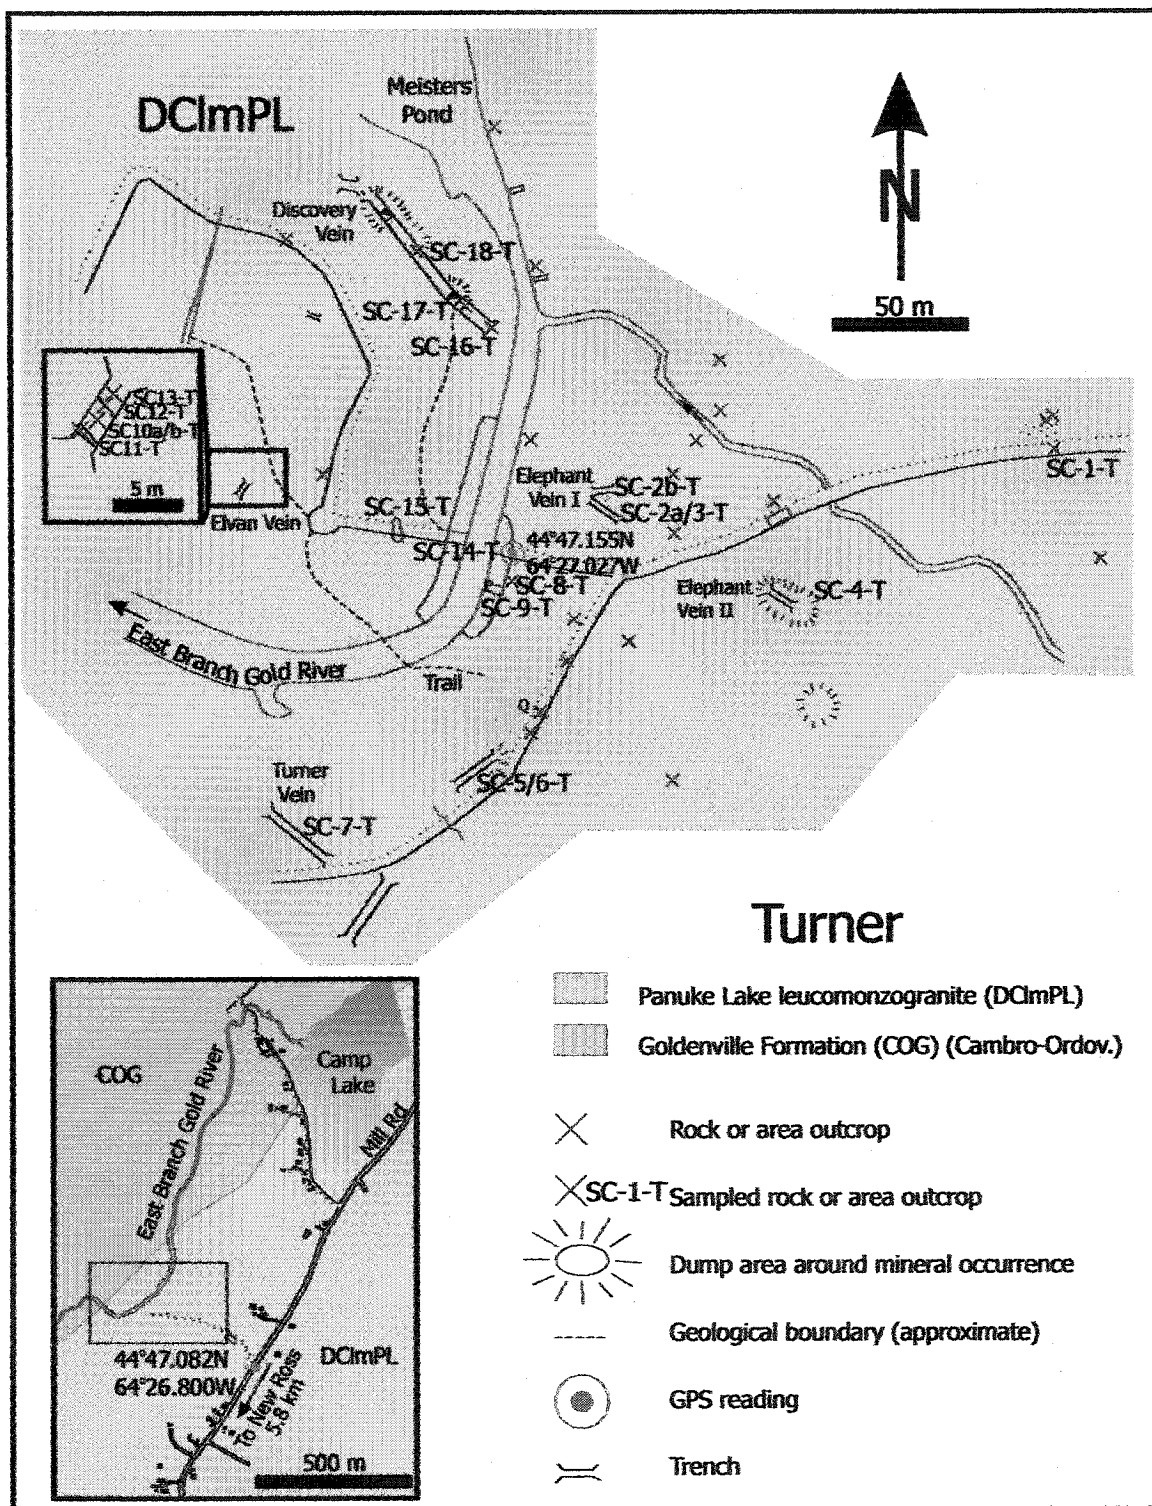 Meisters
Pond
DClmPL
N
50 m
Discovery
Vein
SC-18-T
SC-17-T
SC-16-T
SC13-T
SC12-T
SC10a/b-T
SC11-T
5 m
Elvan Vein
SC-15-T
SC-14-T
Elephant
Vein I
SC-2b-T
SC-2a/3-T
SC-1-T
44°47.155N
64°27.027W
SC-8-T
SC-9-T
Elephant
Vein II
SC-4-T
East Branch Gold River
Trail
Q
SC-5/6-T
Turner
Vein
SC-7-T
Turner
Panuke Lake leucomonzogranite (DClmPL)
Goldenville Formation (COG) (Cambro-Ordov.)
Rock or area outcrop
SC-1-T Sampled rock or area outcrop
Dump area around mineral occurrence
Geological boundary (approximate)
GPS reading
Trench
COG
East Branch Gold River
Camp
Lake
Mill Rd
44°47.082N
64°26.800W
DClmPL
To New Ross
5.8 km
500 m